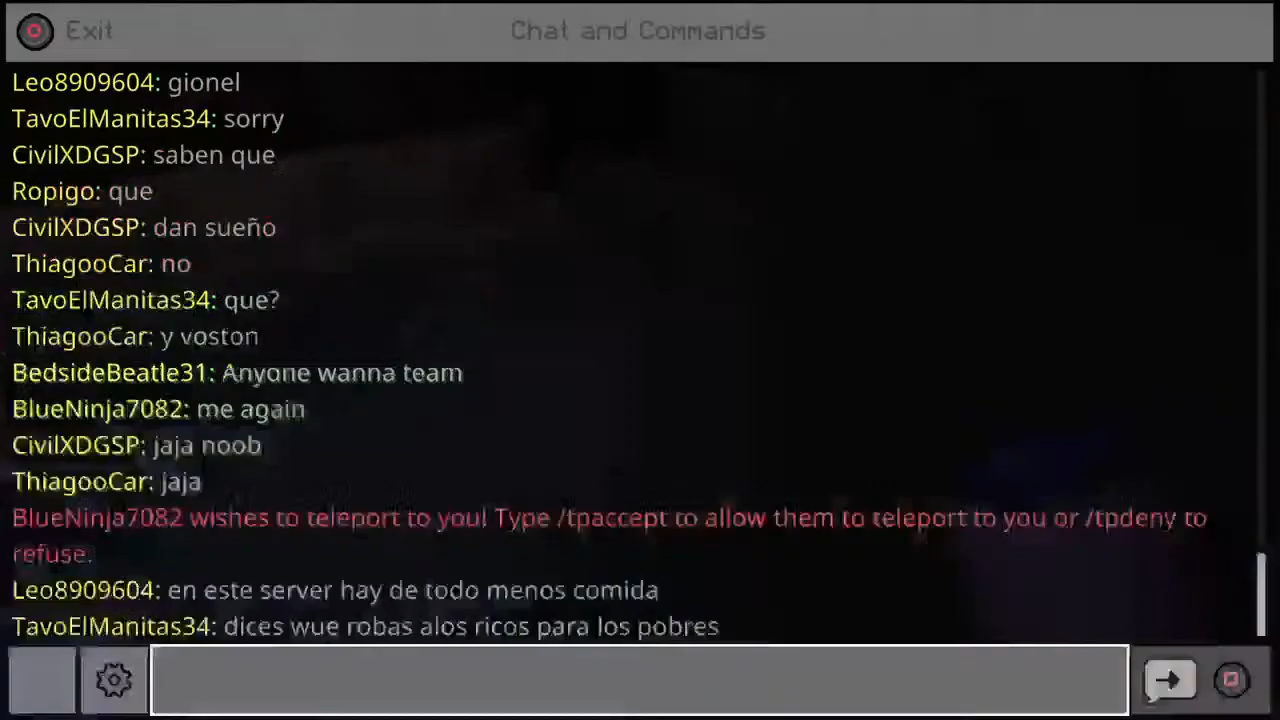 Exit
Chat and Commands
Leo8909604: gionel
TavoElManitas34: sorry
CivilXDGSP: saben que
Ropigo: que
CivilXDGSP: dan sueño
ThiagooCar: no
TavoElManitas34: que?
ThiagooCar: y voston
BedsideBeatle31: Anyone wanna team
BlueNinja7082: me again
CivilXDGSP: jaja noob
ThiagooCar: jaja
BlueNinja7082 wishes to teleport to you! Type /tpaccept to allow them to teleport to you or /tpdeny to
refuse.
Leo8909604: en este server hay de todo menos comida
TavoElManitas34: dices wue robas alos ricos para los pobres